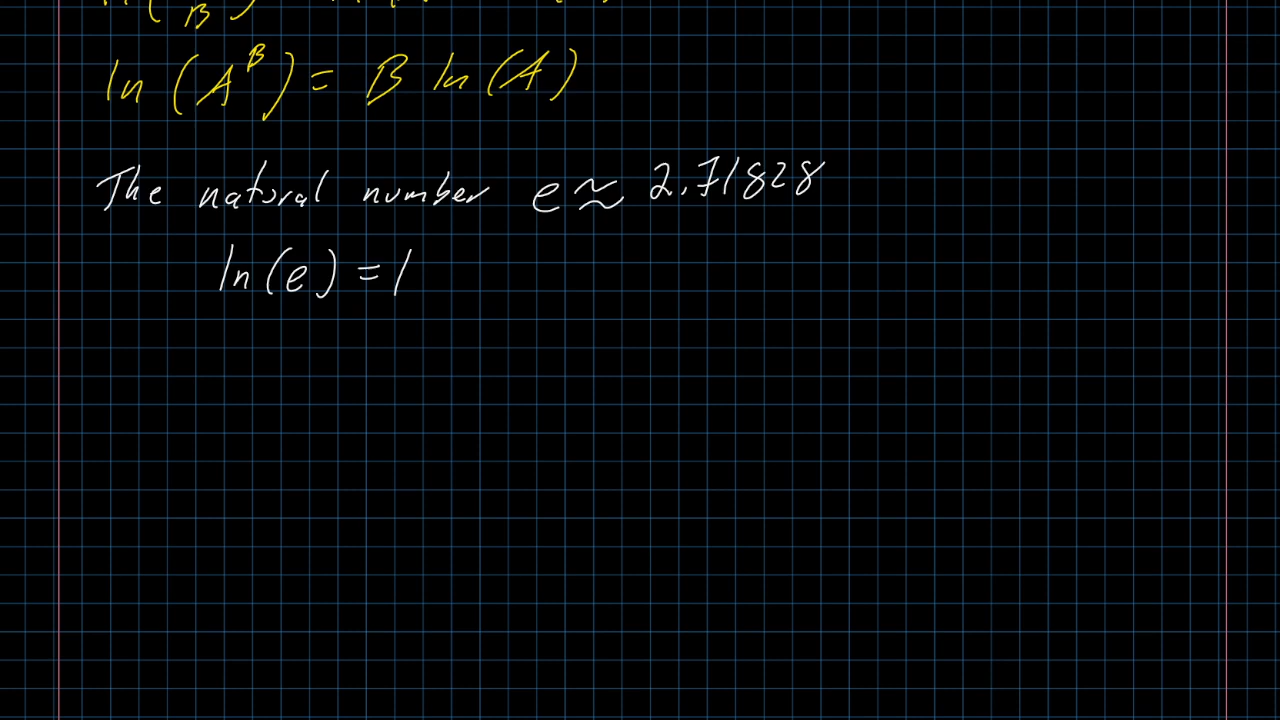 ln(A^B) = B ln(A)
The natural number e ≈ 2.71828
ln(e) = 1